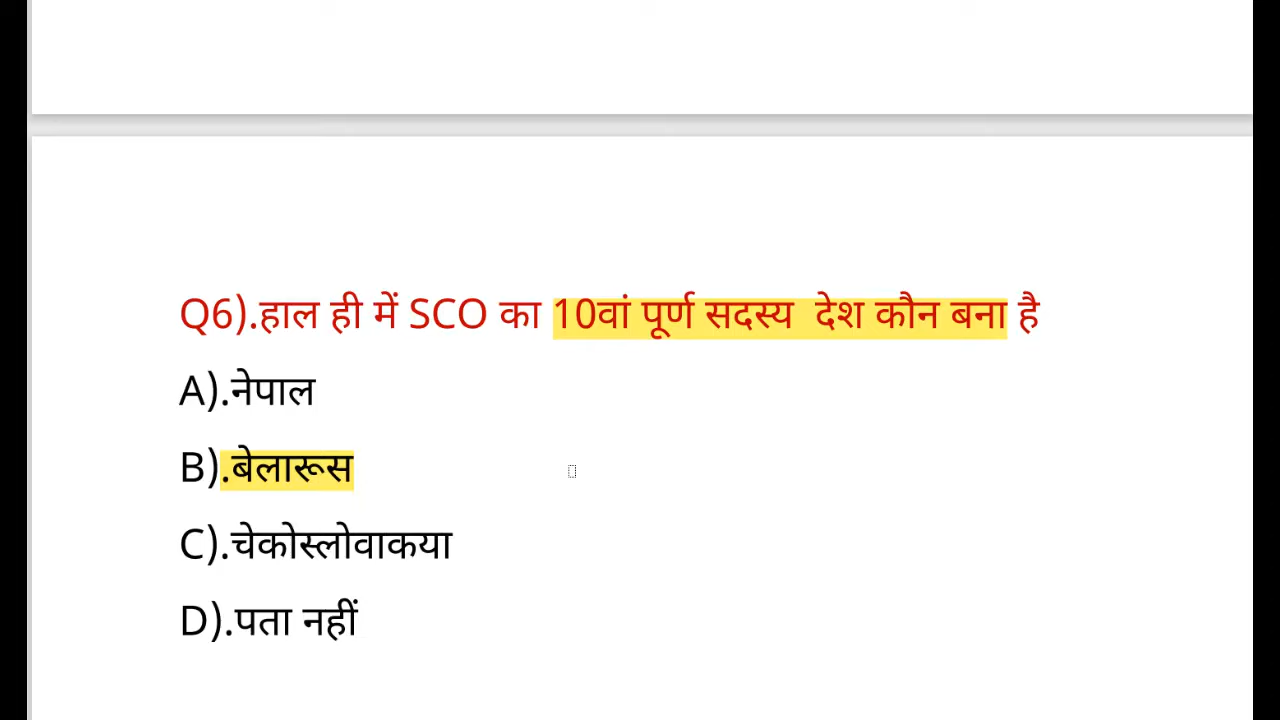 Q6).हाल ही में SCO का 10वां पूर्ण सदस्य  देश कौन बना है
A).नेपाल
B).बेलारूस
C).चेकोस्लोवाकया
D).पता नहीं